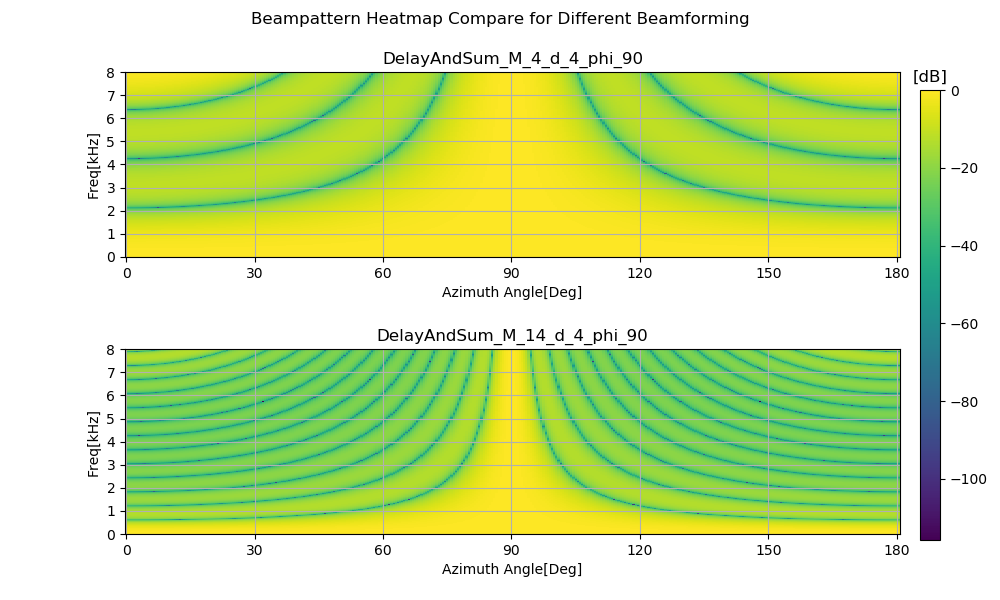 Beampattern Heatmap Compare for Different Beamforming
DelayAndSum_M_4_d_4_phi_90
[dB]
8
7
6
5
4
3
2
1
0
Freq[kHz]
0 30 60 90 120 150 180
Azimuth Angle[Deg]
0
−20
−40
−60
−80
−100
DelayAndSum_M_14_d_4_phi_90
8
7
6
5
4
3
2
1
0
Freq[kHz]
0 30 60 90 120 150 180
Azimuth Angle[Deg]